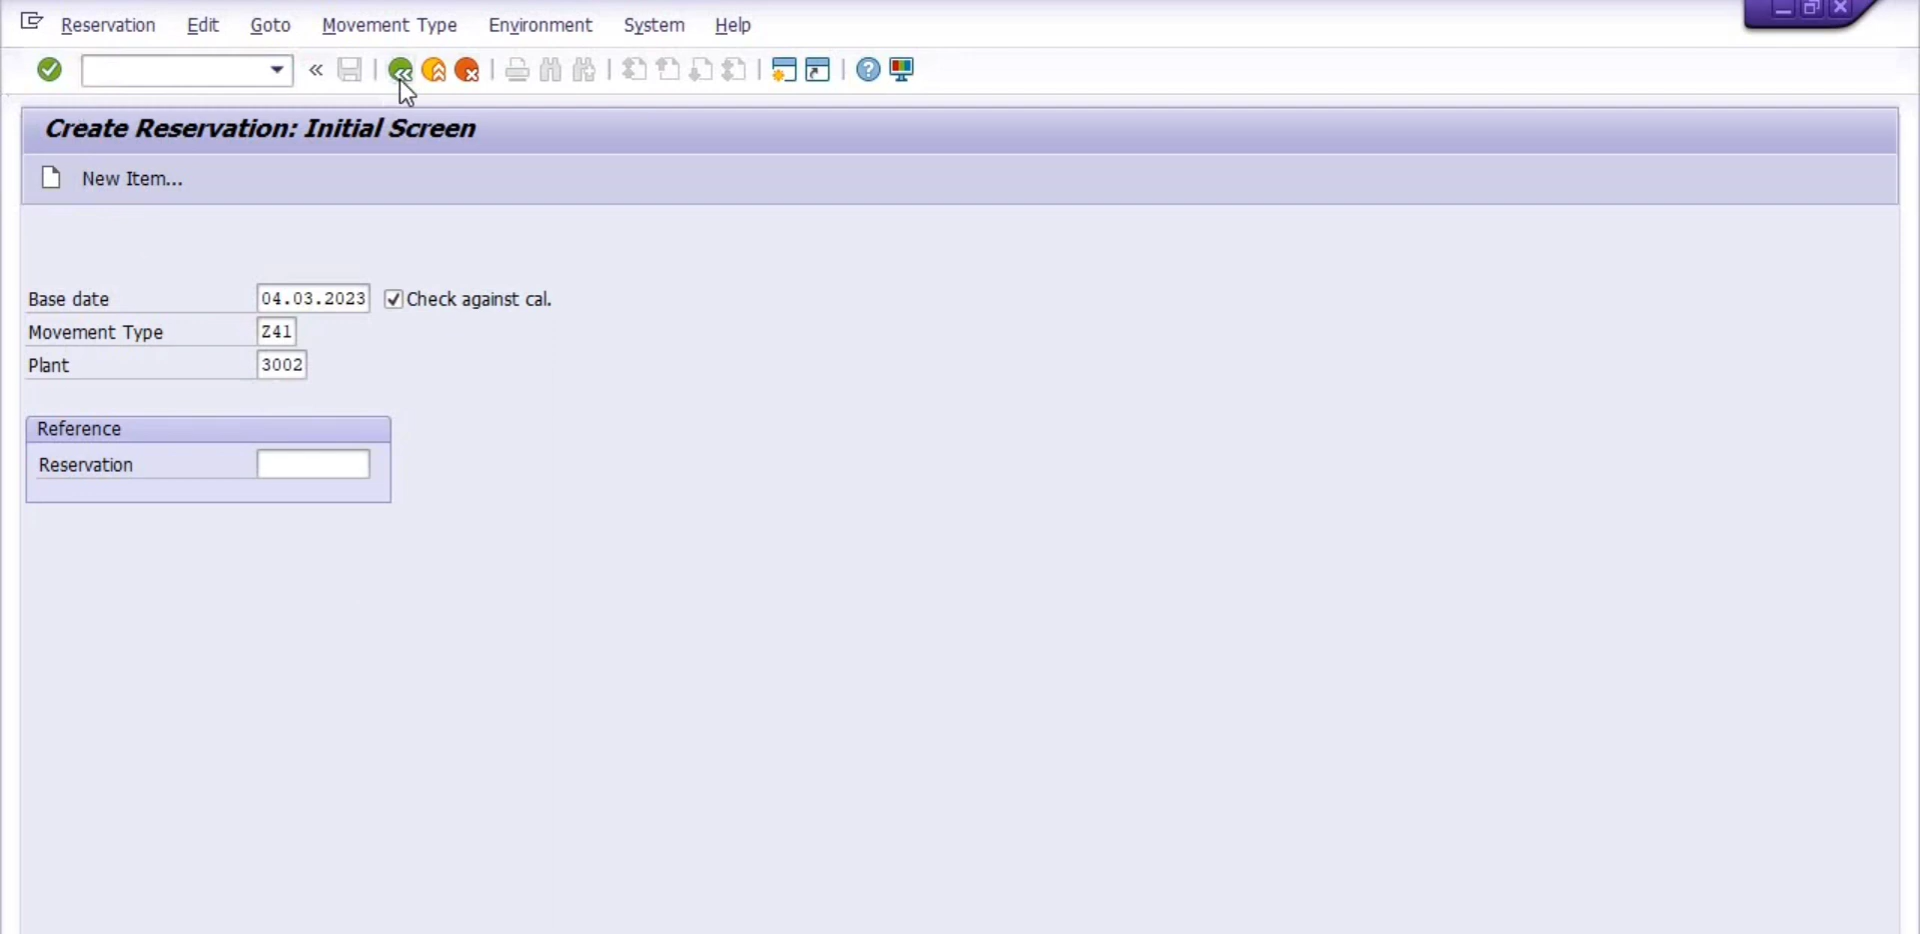 Reservation Edit Goto Movement Type Environment System Help
Create Reservation: Initial Screen
New Item...
Base date 04.03.2023 Check against cal.
Movement Type Z41
Plant 3002
Reference
Reservation